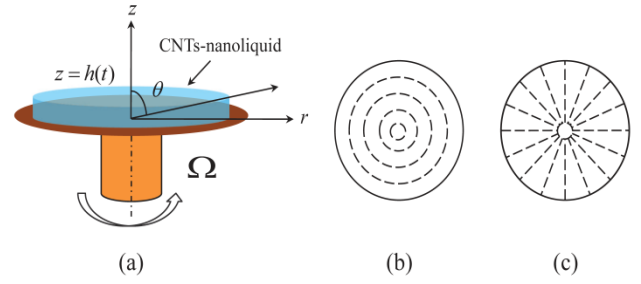 z
CNTs-nanoliquid
z = h(t)
θ
r
Ω
(a)
(b)
(c)